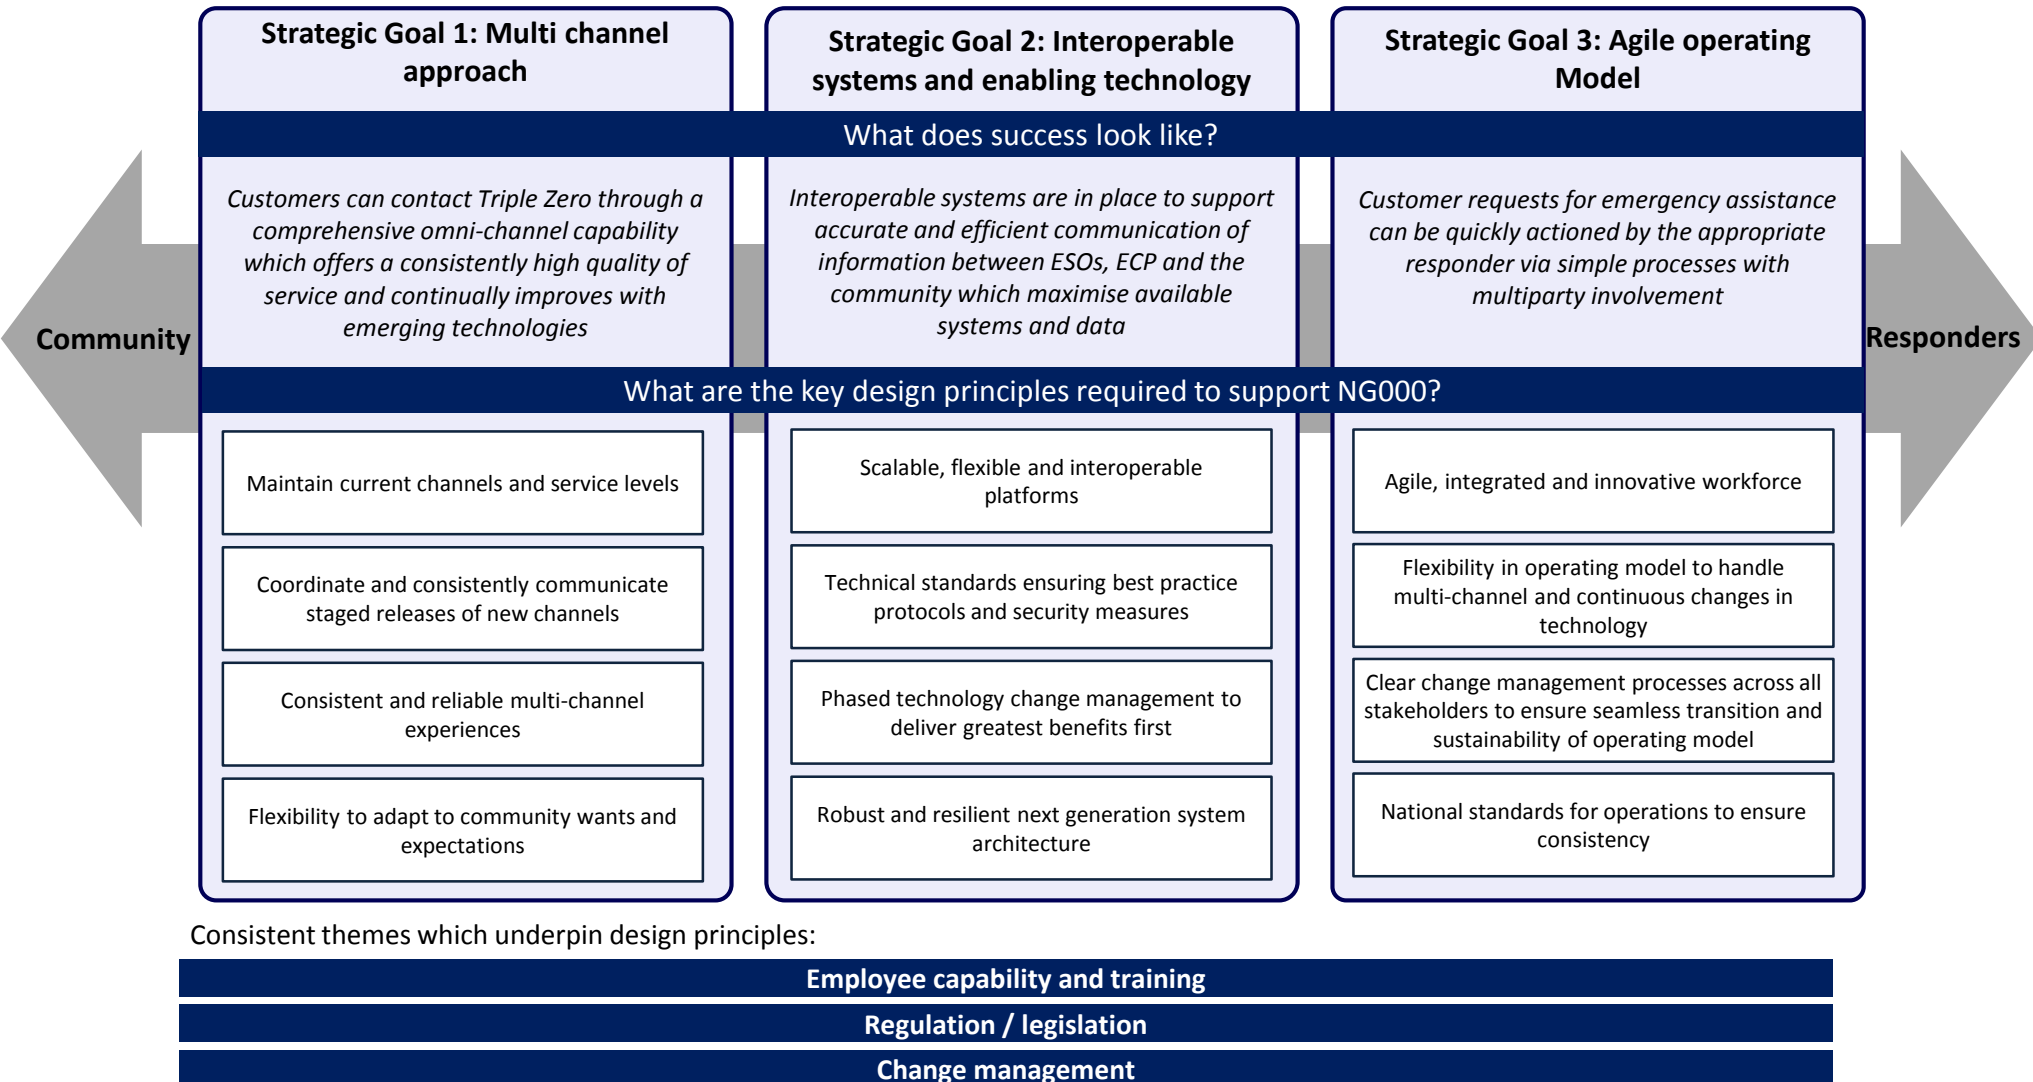 Strategic Goal 1: Multi channel
approach
Strategic Goal 2: Interoperable
systems and enabling technology
Strategic Goal 3: Agile operating
Model
What does success look like?
Community
Customers can contact Triple Zero through a
comprehensive omni-channel capability
which offers a consistently high quality of
service and continually improves with
emerging technologies
Interoperable systems are in place to support
accurate and efficient communication of
information between ESOs, ECP and the
community which maximise available
systems and data
Customer requests for emergency assistance
can be quickly actioned by the appropriate
responder via simple processes with
multiparty involvement
Responders
What are the key design principles required to support NG000?
Maintain current channels and service levels
Coordinate and consistently communicate
staged releases of new channels
Consistent and reliable multi-channel
experiences
Flexibility to adapt to community wants and
expectations
Scalable, flexible and interoperable
platforms
Technical standards ensuring best practice
protocols and security measures
Phased technology change management to
deliver greatest benefits first
Robust and resilient next generation system
architecture
Agile, integrated and innovative workforce
Flexibility in operating model to handle
multi-channel and continuous changes in
technology
Clear change management processes across all
stakeholders to ensure seamless transition and
sustainability of operating model
National standards for operations to ensure
consistency
Consistent themes which underpin design principles:
Employee capability and training
Regulation / legislation
Change management